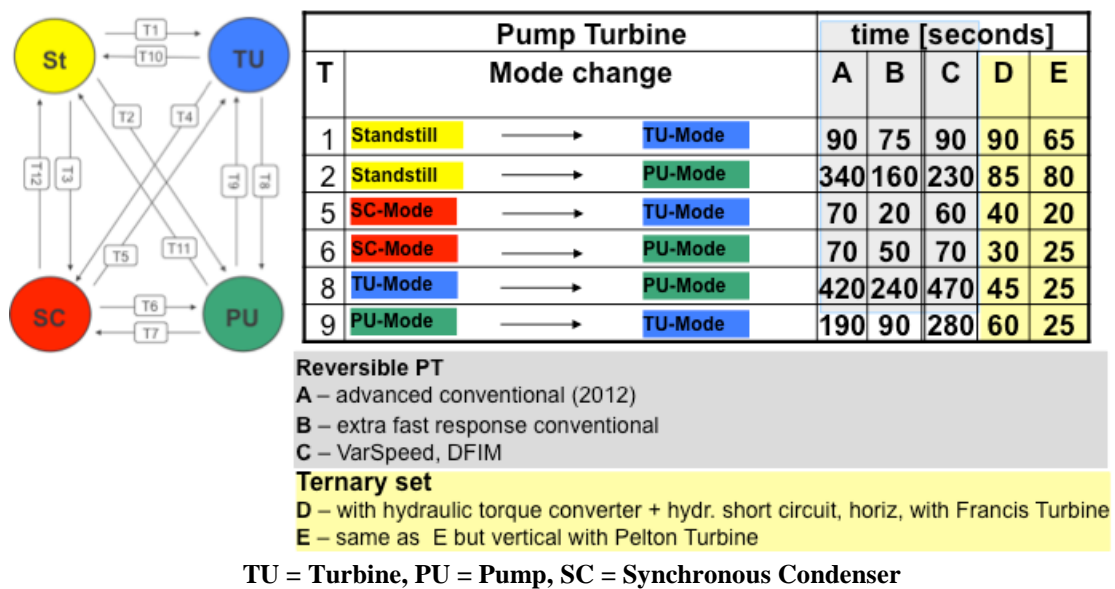 St
T1
T10
TU
T2
T4
T12
T3
T9
T8
T5
T11
SC
T6
T7
PU
Pump Turbine time [seconds]
T Mode change A B C D E
1 Standstill → TU-Mode 90 75 90 90 65
2 Standstill → PU-Mode 340 160 230 85 80
5 SC-Mode → TU-Mode 70 20 60 40 20
6 SC-Mode → PU-Mode 70 50 70 30 25
8 TU-Mode → PU-Mode 420 240 470 45 25
9 PU-Mode → TU-Mode 190 90 280 60 25
Reversible PT
A – advanced conventional (2012)
B – extra fast response conventional
C – VarSpeed, DFIM
Ternary set
D – with hydraulic torque converter + hydr. short circuit, horiz, with Francis Turbine
E – same as E but vertical with Pelton Turbine
TU = Turbine, PU = Pump, SC = Synchronous Condenser